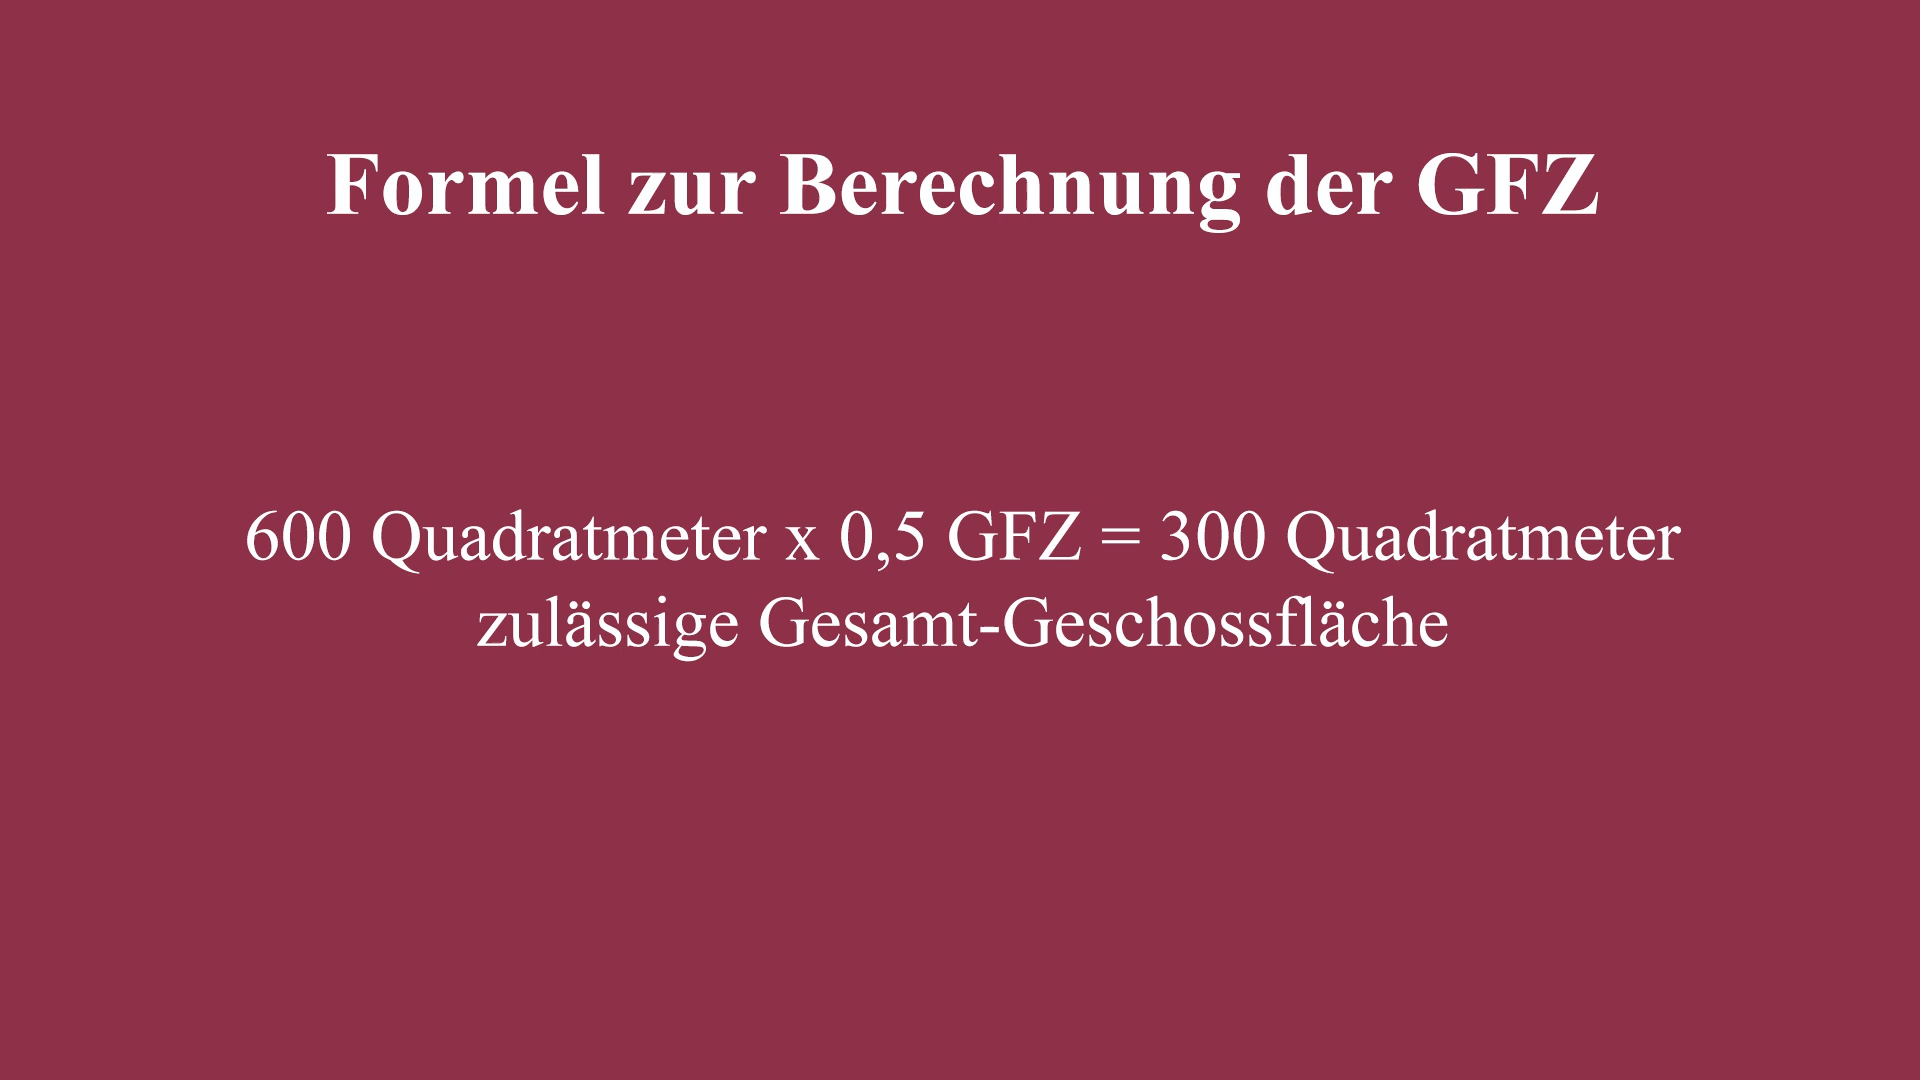 Formel zur Berechnung der GFZ
600 Quadratmeter x 0,5 GFZ = 300 Quadratmeter
zulässige Gesamt-Geschossfläche